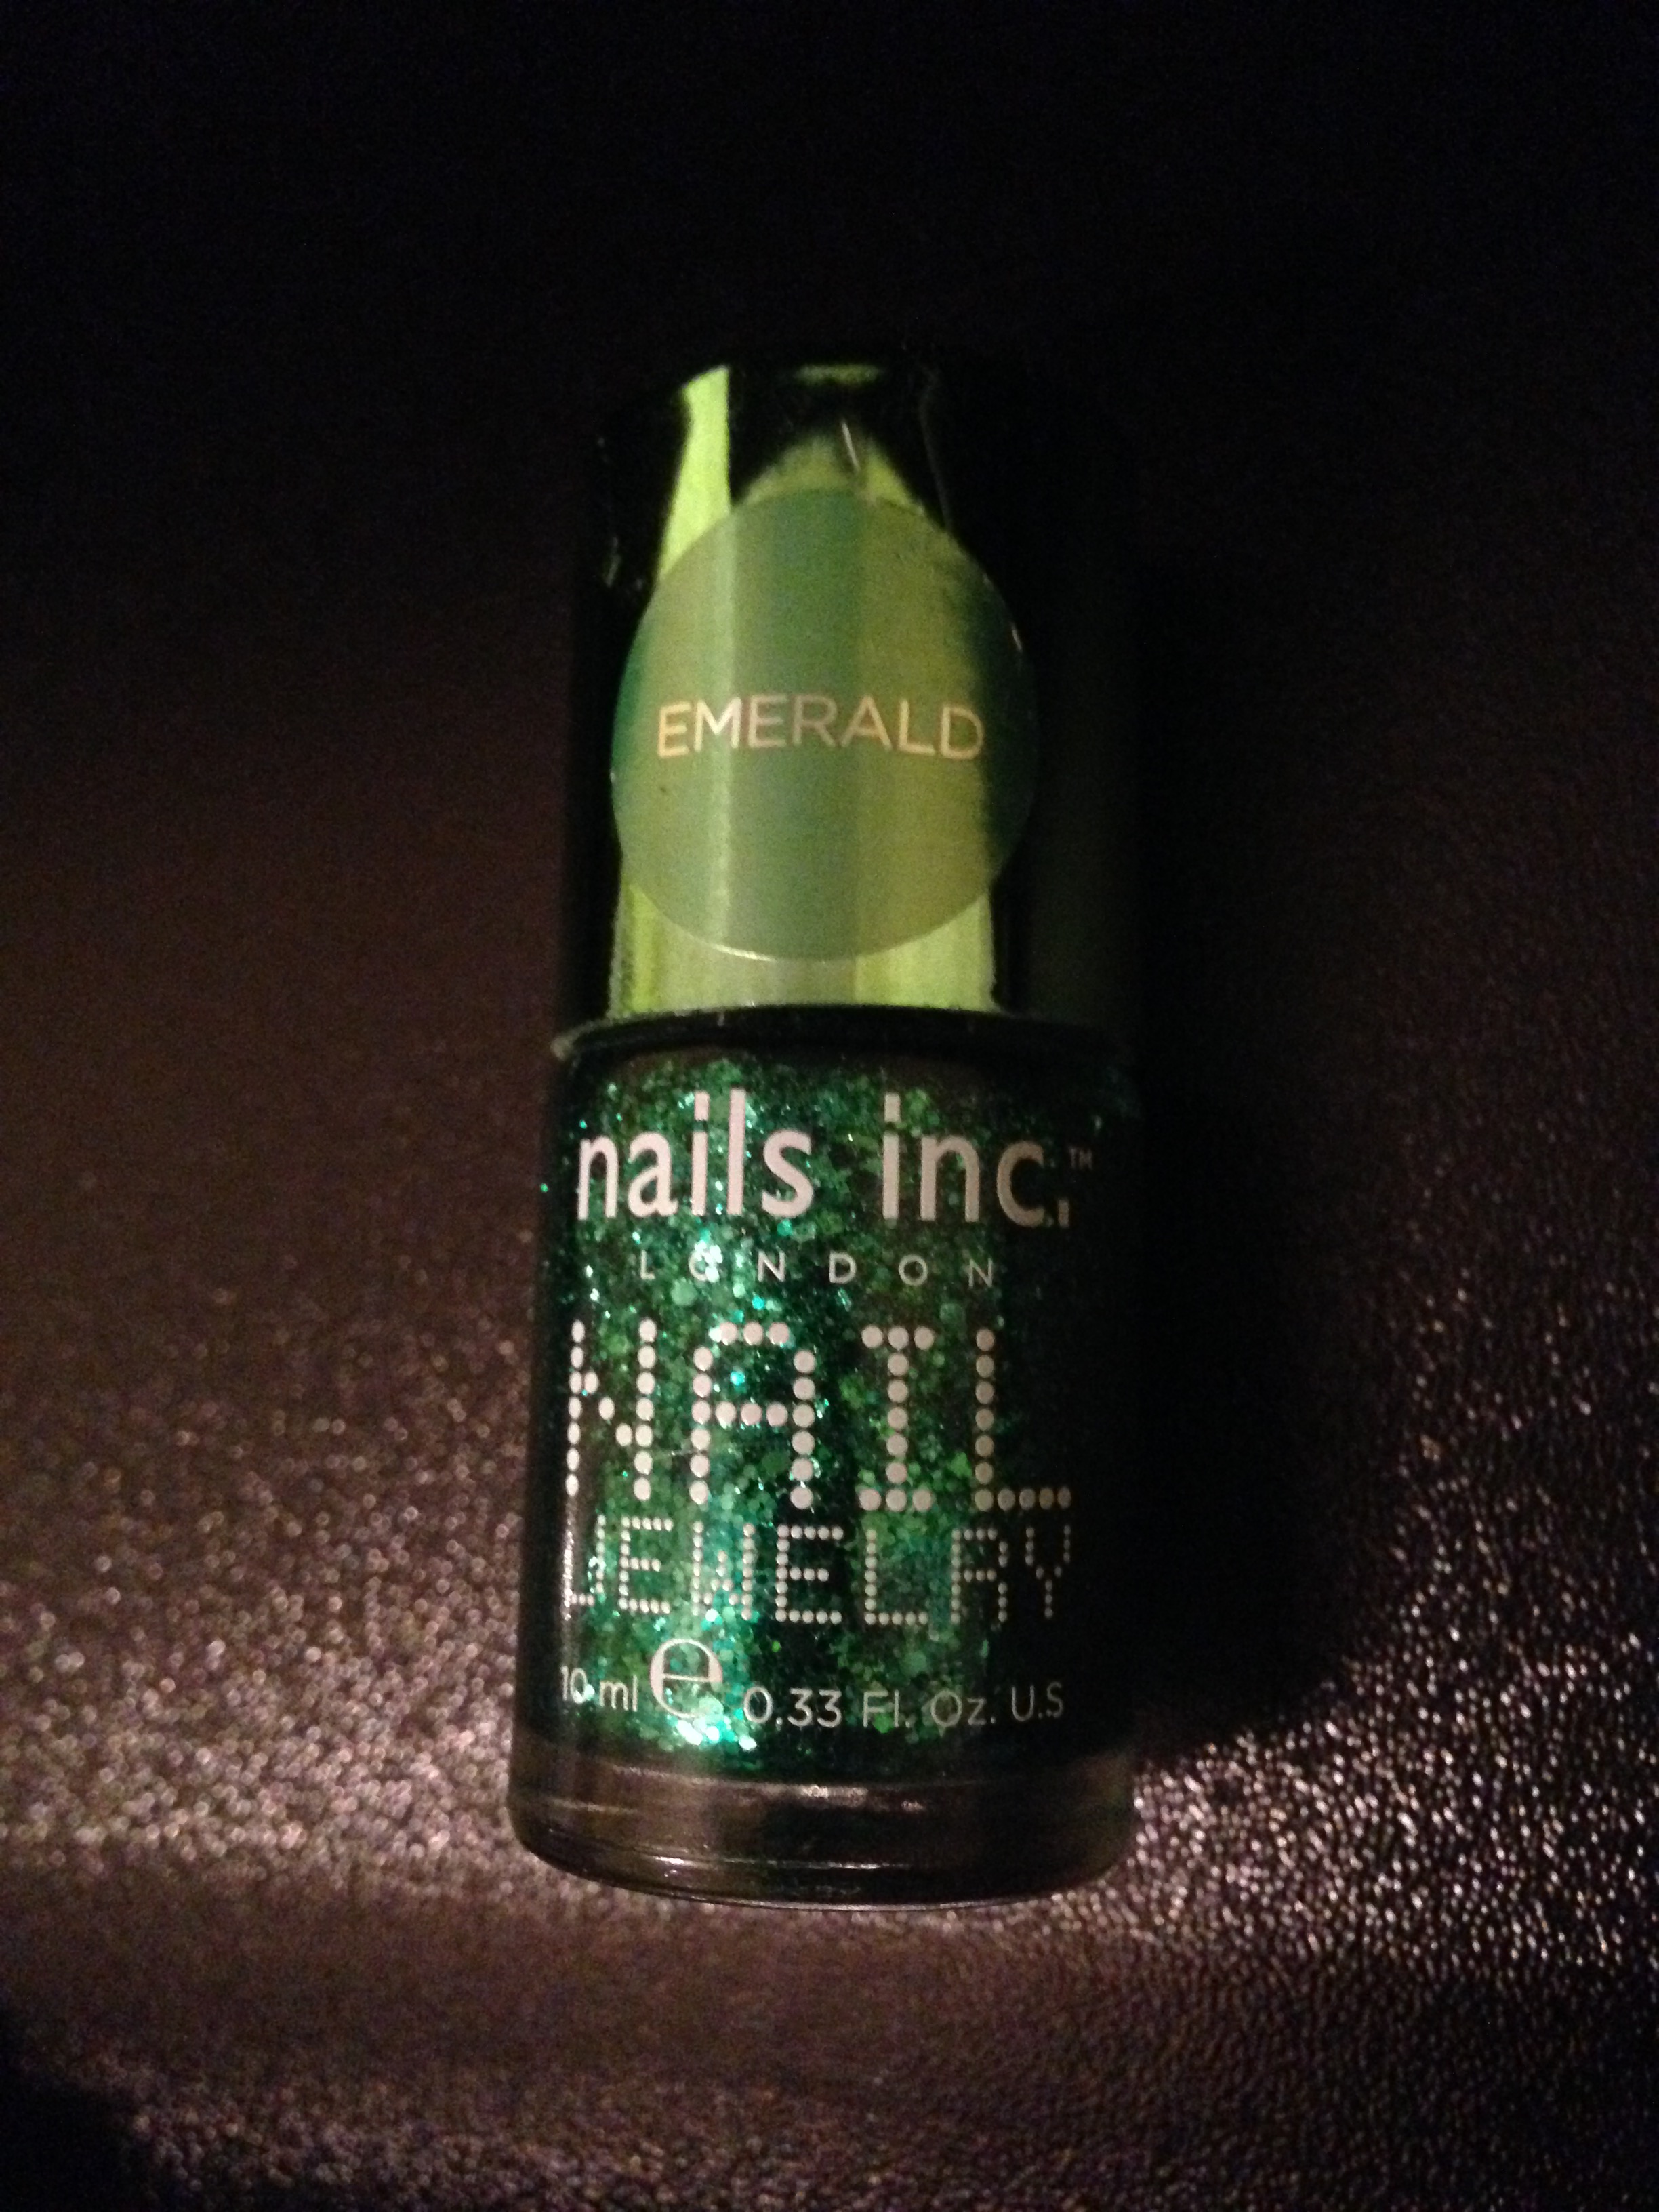 EMERALD
nails inc.™
LONDON
NAIL
JEWELRY
10 ml e 0.33 Fl. Oz. U.S